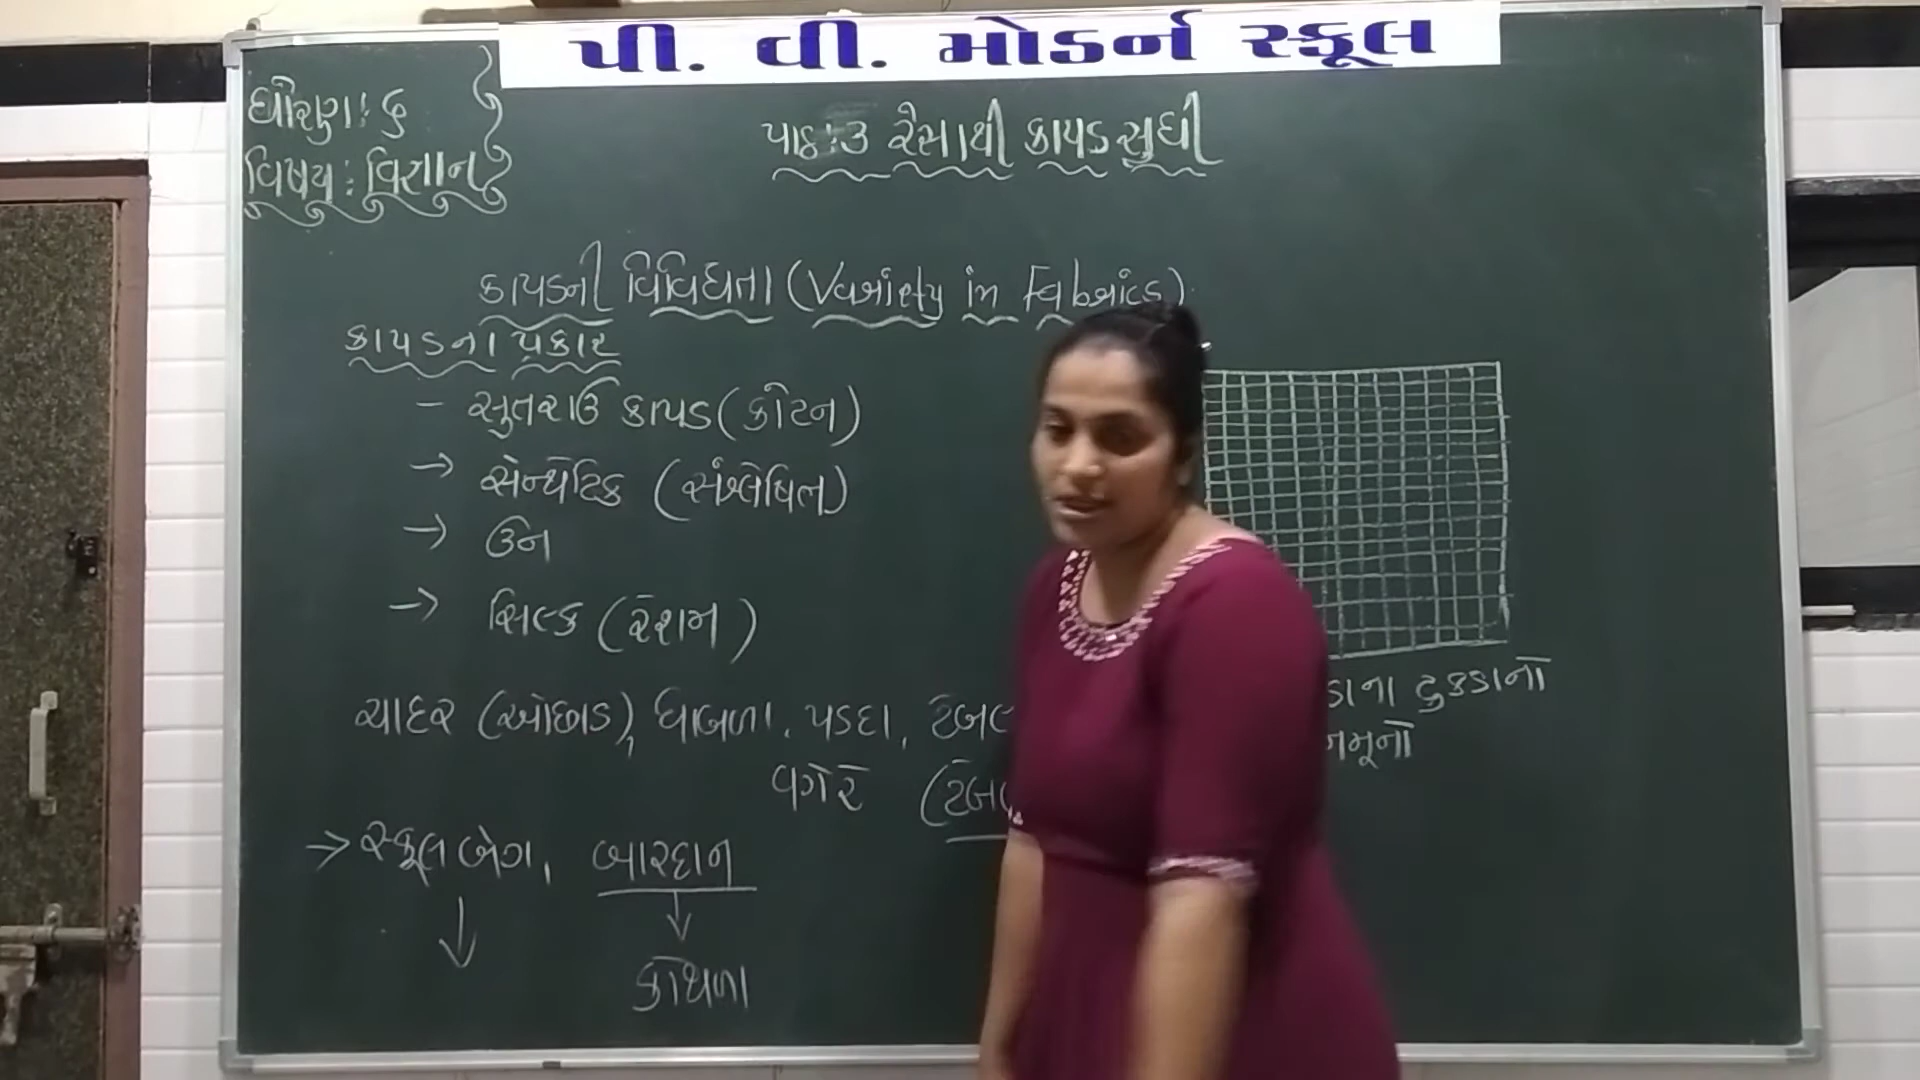 પી. વી. મોડર્ન સ્કૂલ
ધોરણ: ૬
વિષય: વિજ્ઞાન
પાઠ: ૩ રેસાથી કાપડ સુધી
કાપડની વિવિધતા (Variety in Fabrics)
કાપડના પ્રકાર
- સુતરાઉ કાપડ (કોટન)
→ સેન્થેટિક (સંશ્લેષિત)
→ ઉન
→ સિલ્ક (રેશમ)
ચાદર (ઓછાડ), ધાબળા, પડદા,
વગેરે
→ સ્કૂલ બેગ, બારદાન
કોથળા
ટુકડાનો
નમૂનો